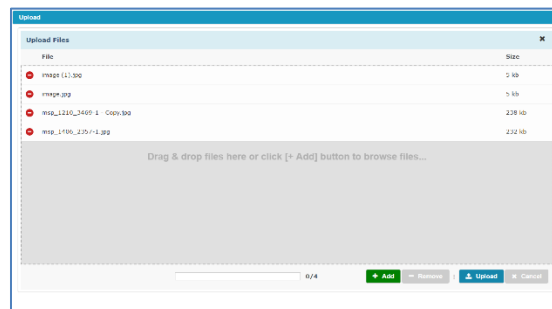 Upload
Upload Files ✖
File Size
image (1).jpg 5 kb
image.jpg 5 kb
msp_1210_3469-1 - Copy.jpg 238 kb
msp_1406_2357-1.jpg 232 kb
Drag & drop files here or click [+ Add] button to browse files...
0/4 + Add − Remove | Upload ✖ Cancel